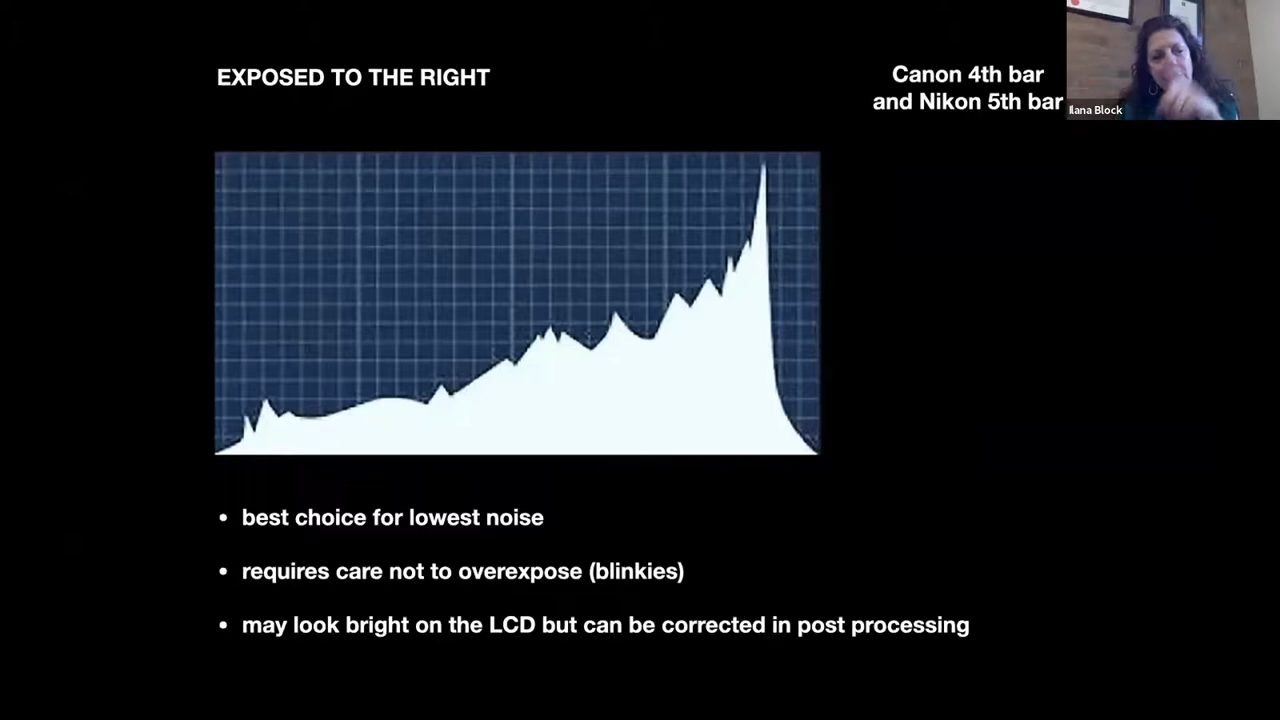 EXPOSED TO THE RIGHT
Canon 4th bar
and Nikon 5th bar
Ilana Block
• best choice for lowest noise
• requires care not to overexpose (blinkies)
• may look bright on the LCD but can be corrected in post processing